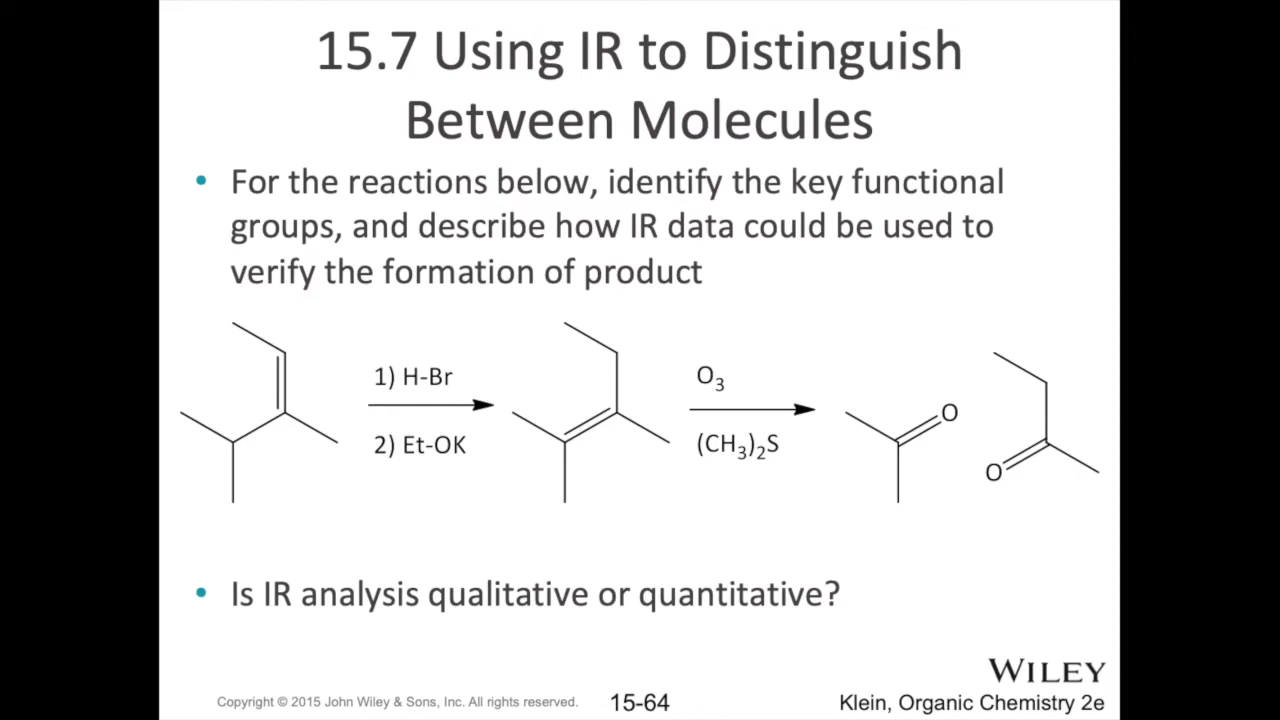 15.7 Using IR to Distinguish
Between Molecules
• For the reactions below, identify the key functional
groups, and describe how IR data could be used to
verify the formation of product
1) H-Br
2) Et-OK
O₃
(CH₃)₂S
O
O
• Is IR analysis qualitative or quantitative?
WILEY
Copyright © 2015 John Wiley & Sons, Inc. All rights reserved.
15-64
Klein, Organic Chemistry 2e